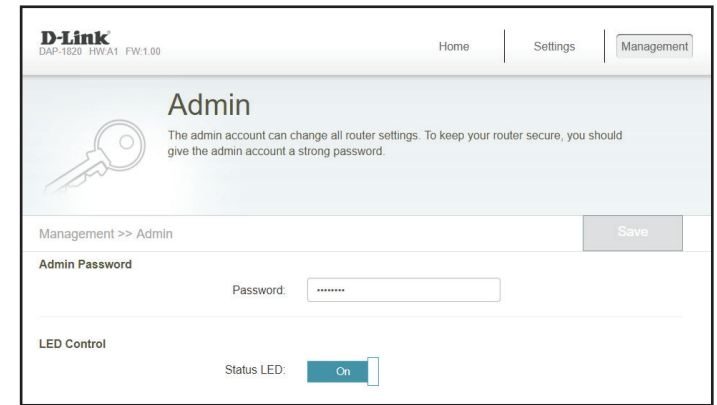 D-Link
DAP-1820 HW:A1 FW:1.00
Home Settings Management
Admin
The admin account can change all router settings. To keep your router secure, you should
give the admin account a strong password.
Management >> Admin Save
Admin Password
Password: ••••••••
LED Control
Status LED: On